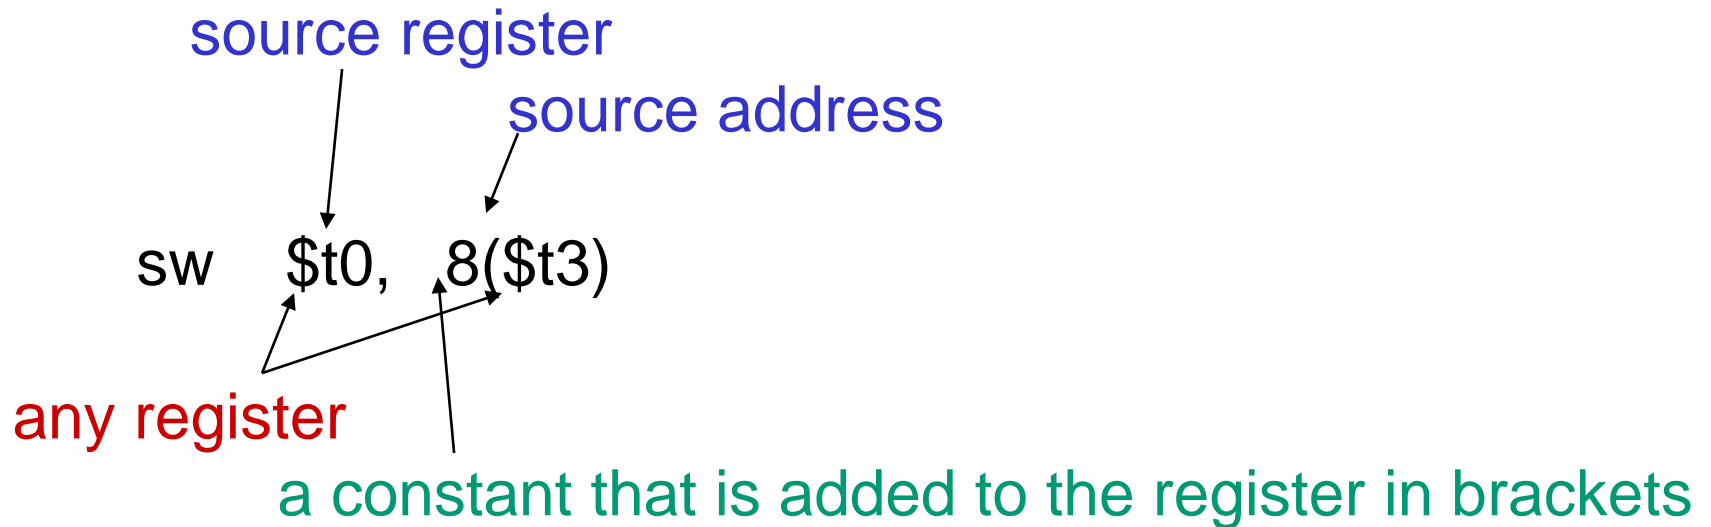 source register
source address
sw $t0, 8($t3)
any register
a constant that is added to the register in brackets